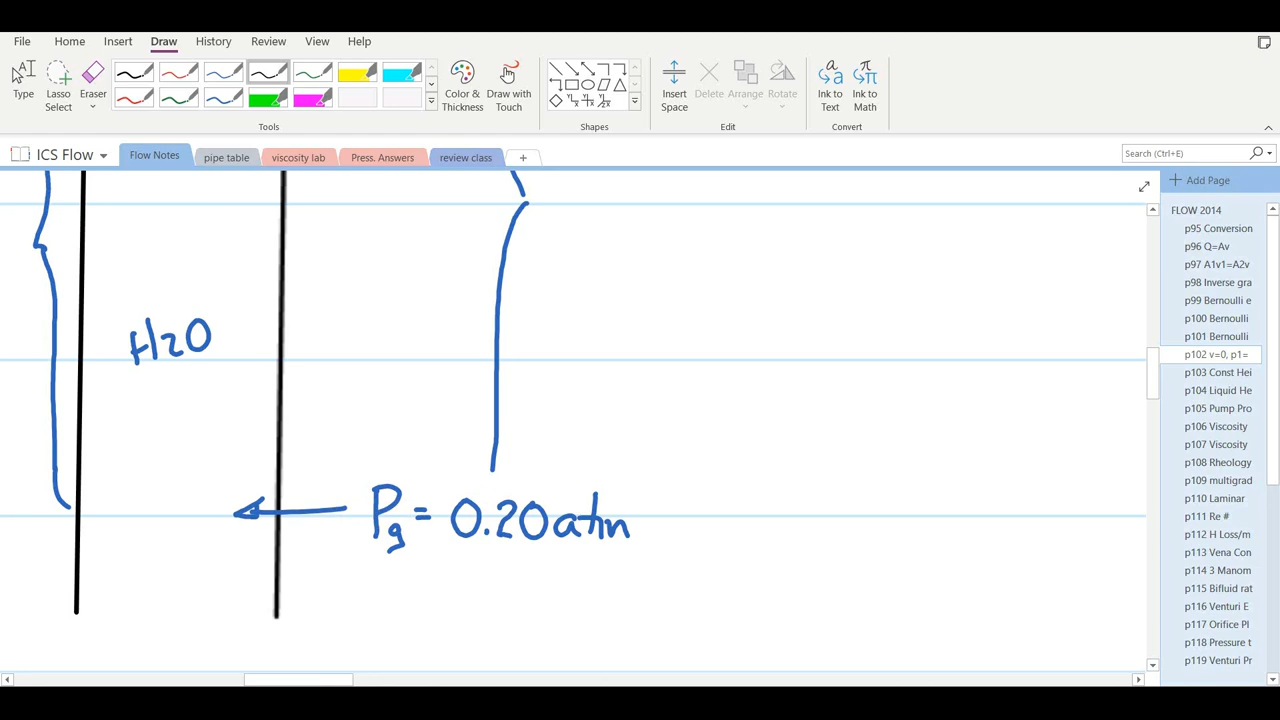 File Home Insert Draw History Review View Help
Type
Lasso Select
Eraser
Color & Thickness
Draw with Touch
Insert Space
Delete
Arrange
Rotate
Ink to Text
Ink to Math
Tools
Shapes
Edit
Convert
ICS Flow
Flow Notes
pipe table
viscosity lab
Press. Answers
review class
Search (Ctrl+E)
Add Page
FLOW 2014
p95 Conversion
p96 Q=Av
p97 A1v1=A2v
p98 Inverse gra
p99 Bernoulli e
p100 Bernoulli
p101 Bernoulli
p102 v=0, p1=
p103 Const Hei
p104 Liquid He
p105 Pump Pro
p106 Viscosity
p107 Viscosity
p108 Rheology
p109 multigrad
p110 Laminar
p111 Re #
p112 H Loss/m
p113 Vena Con
p114 3 Manom
p115 Bifluid rat
p116 Venturi E
p117 Orifice Pl
p118 Pressure t
p119 Venturi Pr
H2O
Pg = 0.20 atm